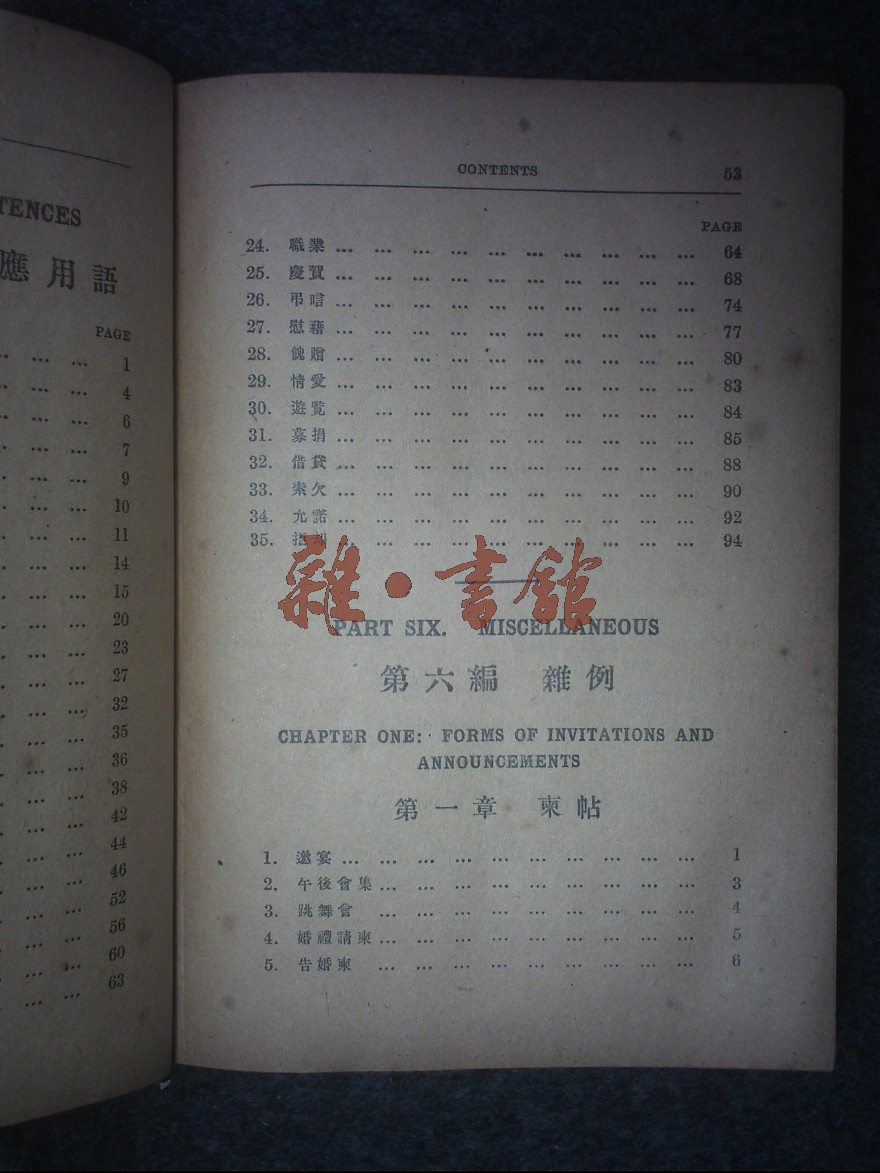 TENCES
應用語
PAGE
... ... ... 1
... ... ... 4
... ... ... 6
... ... ... 7
... ... ... 9
... ... ... 10
... ... ... 11
... ... ... 14
... ... ... 15
... ... ... 20
... ... ... 23
... ... ... 27
... ... ... 32
... ... ... 35
... ... ... 36
... ... ... 38
... ... ... 42
... ... ... 44
... ... ... 46
... ... ... 52
... ... ... 56
... ... ... 60
... ... ... 63
CONTENTS 53
PAGE
24. 職業 ... ... ... ... ... ... ... ... ... ... 64
25. 慶賀 ... ... ... ... ... ... ... ... ... ... 68
26. 弔唁 ... ... ... ... ... ... ... ... ... ... 74
27. 慰藉 ... ... ... ... ... ... ... ... ... ... 77
28. 餽贈 ... ... ... ... ... ... ... ... ... ... 80
29. 情愛 ... ... ... ... ... ... ... ... ... ... 83
30. 遊覧 ... ... ... ... ... ... ... ... ... ... 84
31. 募捐 ... ... ... ... ... ... ... ... ... ... 85
32. 借貸 ... ... ... ... ... ... ... ... ... ... 88
33. 索欠 ... ... ... ... ... ... ... ... ... ... 90
34. 允諾 ... ... ... ... ... ... ... ... ... ... 92
35. ... ... ... ... ... ... ... ... ... ... 94
雜·書館
PART SIX. MISCELLANEOUS
第六編 雜例
CHAPTER ONE: FORMS OF INVITATIONS AND
ANNOUNCEMENTS
第一章 柬帖
1. 邀宴 ... ... ... ... ... ... ... ... ... ... 1
2. 午後會集 ... ... ... ... ... ... ... ... ... 3
3. 跳舞會 ... ... ... ... ... ... ... ... ... 4
4. 婚禮請柬 ... ... ... ... ... ... ... ... ... 5
5. 告婚柬 ... ... ... ... ... ... ... ... ... 6